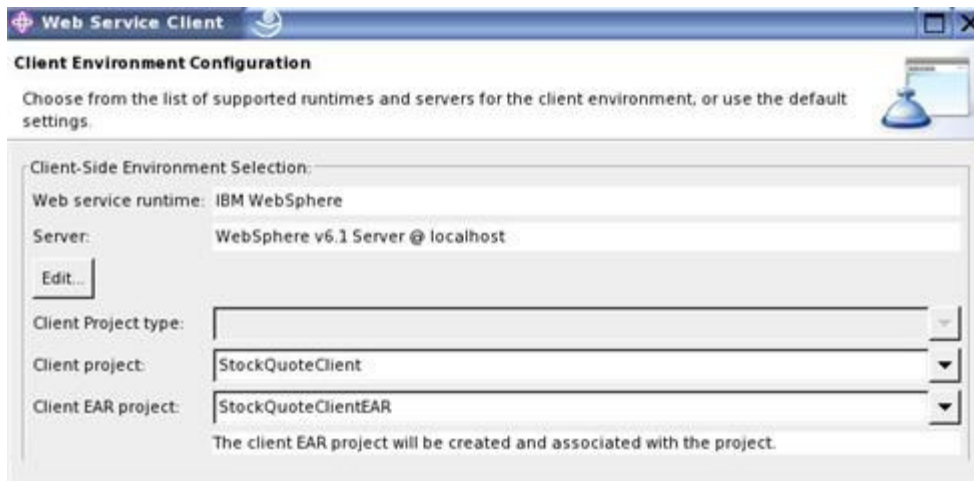 Web Service Client
Client Environment Configuration
Choose from the list of supported runtimes and servers for the client environment, or use the default
settings.
Client-Side Environment Selection:
Web service runtime: IBM WebSphere
Server: WebSphere v6.1 Server @ localhost
Edit...
Client Project type:
Client project: StockQuoteClient
Client EAR project: StockQuoteClientEAR
The client EAR project will be created and associated with the project.